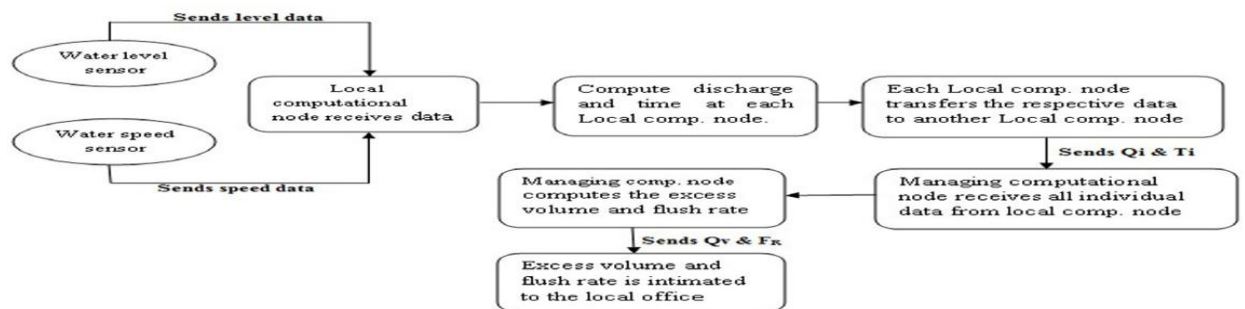 Sends level data
Water level
sensor
Local
computational
node receives data
Water speed
sensor
Sends speed data
Compute discharge
and time at each
Local comp. node.
Each Local comp. node
transfers the respective data
to another Local comp. node
Sends Qi & Ti
Managing computational
node receives all individual
data from local comp. node
Managing comp. node
computes the excess
volume and flush rate
Sends Qv & FR
Excess volume and
flush rate is intimated
to the local office